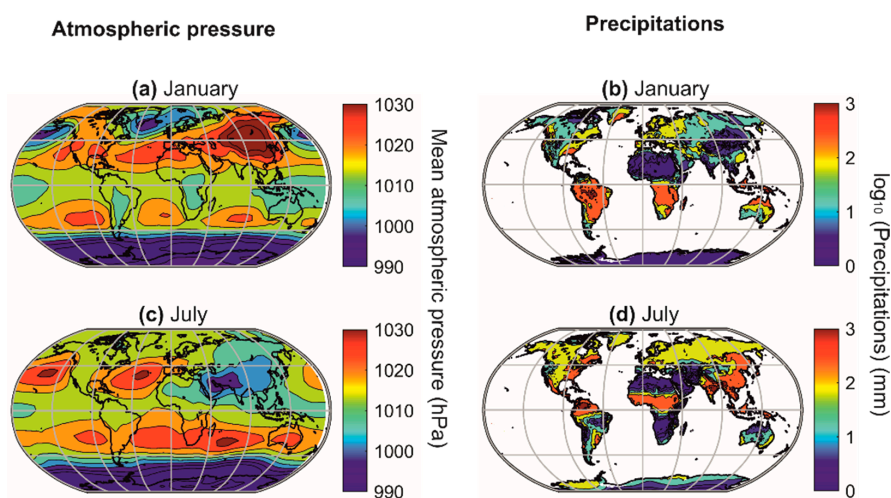 Atmospheric pressure
Precipitations
(a) January
(b) January
1030
1020
1010
1000
990
3
2
1
0
(c) July
(d) July
1030
1020
1010
1000
990
3
2
1
0
Mean atmospheric pressure (hPa)
log₁₀ (Precipitations) (mm)